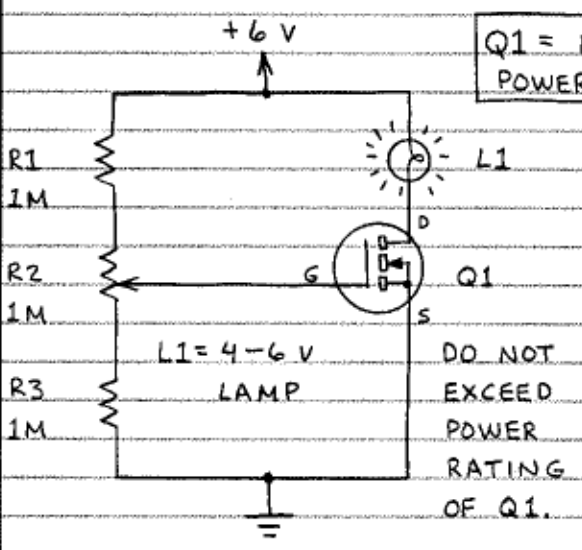 +6 V
Q1 =
POWER
R1
1M
L1
D
R2
1M
G
Q1
S
L1= 4-6 V
LAMP
R3
1M
DO NOT
EXCEED
POWER
RATING
OF Q1.